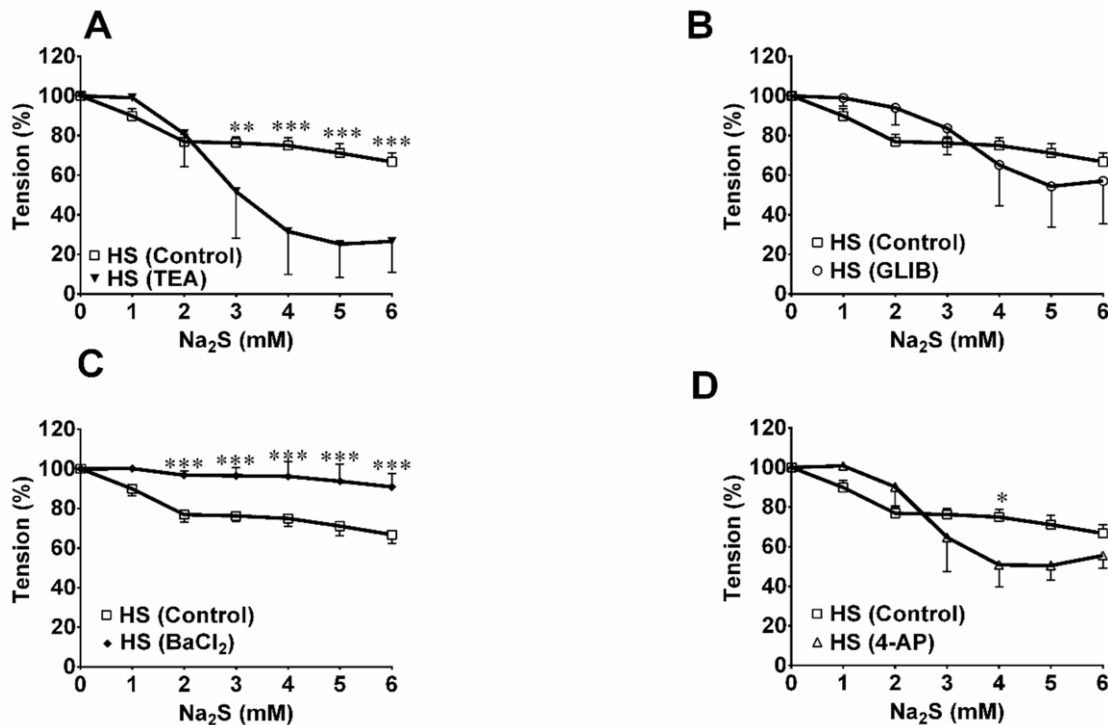 A
120
100
80
60
40
20
0
Tension (%)
** *** *** ***
HS (Control)
HS (TEA)
0 1 2 3 4 5 6
Na₂S (mM)
B
120
100
80
60
40
20
0
Tension (%)
HS (Control)
HS (GLIB)
0 1 2 3 4 5 6
Na₂S (mM)
C
120
100
80
60
40
20
0
Tension (%)
*** *** *** *** ***
HS (Control)
HS (BaCl₂)
0 1 2 3 4 5 6
Na₂S (mM)
D
120
100
80
60
40
20
0
Tension (%)
*
HS (Control)
HS (4-AP)
0 1 2 3 4 5 6
Na₂S (mM)